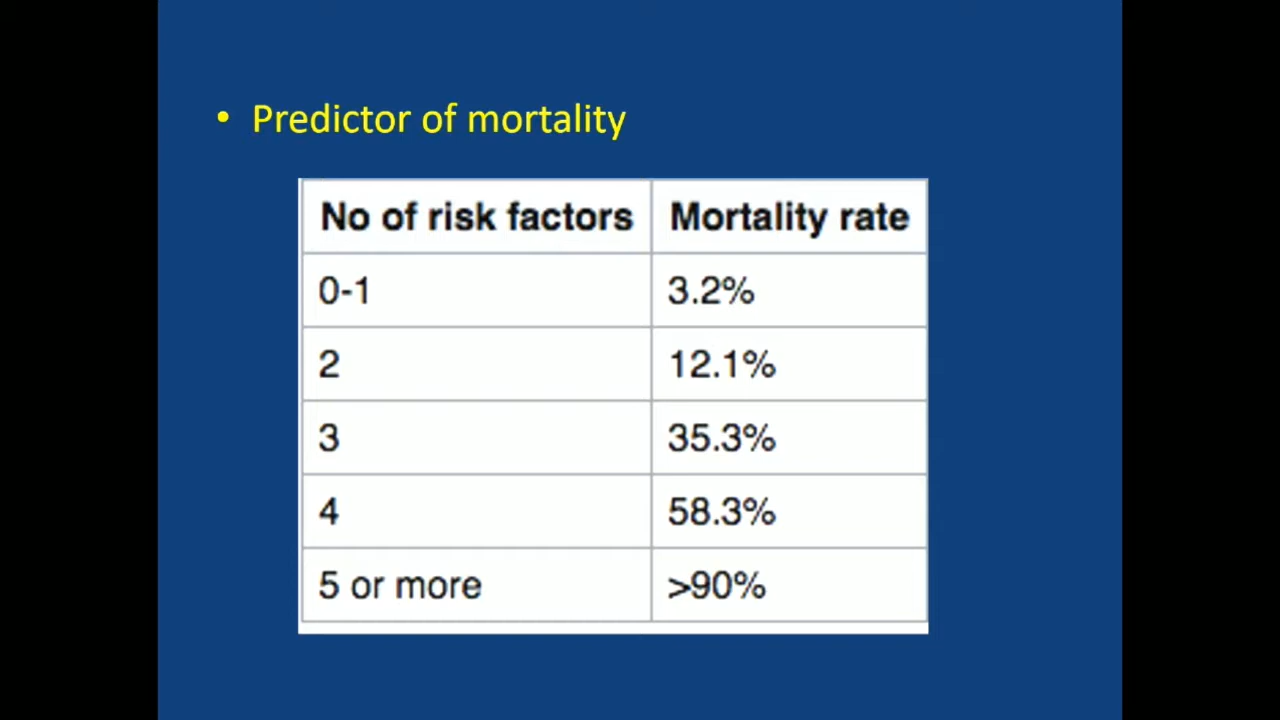 • Predictor of mortality
No of risk factors Mortality rate
0-1 3.2%
2 12.1%
3 35.3%
4 58.3%
5 or more >90%